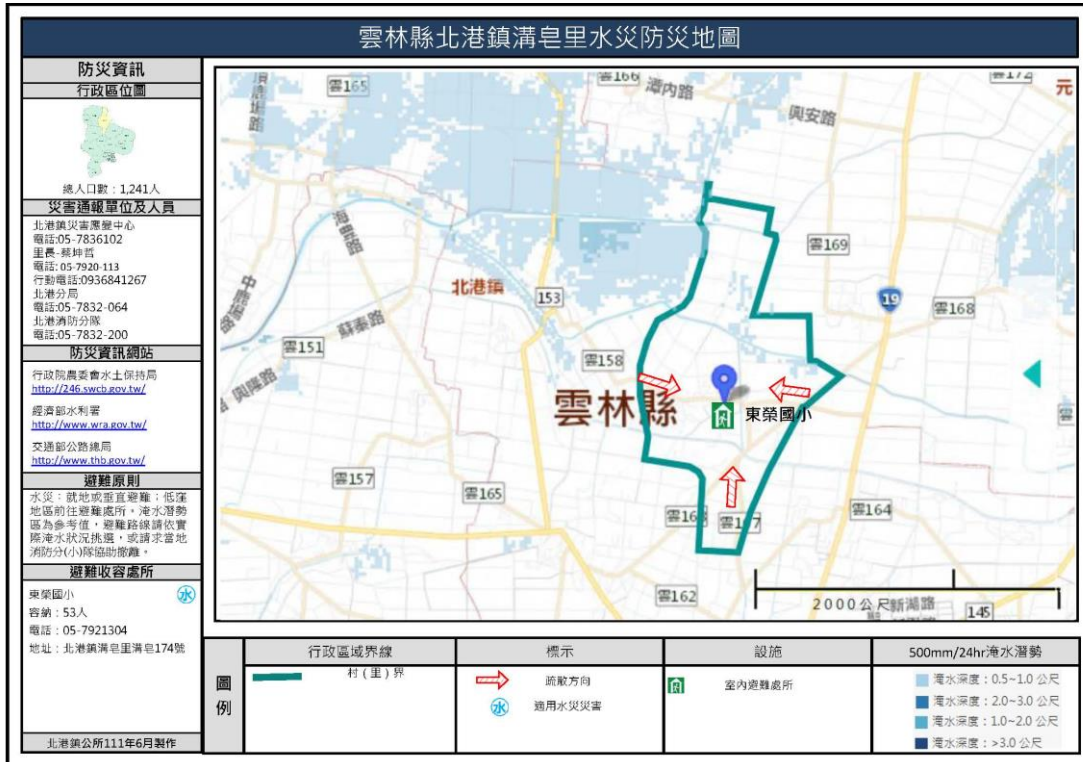 雲林縣北港鎮溝皂里水災防災地圖
防災資訊
行政區位圖
總人口數：1,241人
災害通報單位及人員
北港鎮災害應變中心
電話:05-7836102
里長-蔡坤哲
電話: 05-7920-113
行動電話:0936841267
北港分局
電話:05-7832-064
北港消防分隊
電話:05-7832-200
防災資訊網站
行政院農委會水土保持局
http://246.swcb.gov.tw/
經濟部水利署
http://www.wra.gov.tw/
交通部公路總局
http://www.thb.gov.tw/
避難原則
水災：就地或垂直避難；低窪
地區前往避難處所。淹水潛勢
區為參考值，避難路線請依實
際淹水狀況挑選，或請求當地
消防分(小)隊協助撤離。
避難收容處所
東榮國小
水
容納：53人
電話：05-7921304
地址：北港鎮溝皂里溝皂174號
北港鎮公所111年6月製作
雲165
雲166
潭內路
雲172
元
興安路
海豐路
雲169
北港鎮
153
19
雲168
蘇秦路
雲151
雲158
興隆路
雲林縣
東榮國小
雲157
雲165
雲164
雲162
2000公尺
新湖路
145
圖例
行政區域界線
村（里）界
標示
疏散方向
水
適用水災災害
設施
室內避難處所
500mm/24hr淹水潛勢
淹水深度：0.5~1.0 公尺
淹水深度：2.0~3.0 公尺
淹水深度：1.0~2.0 公尺
淹水深度：>3.0 公尺